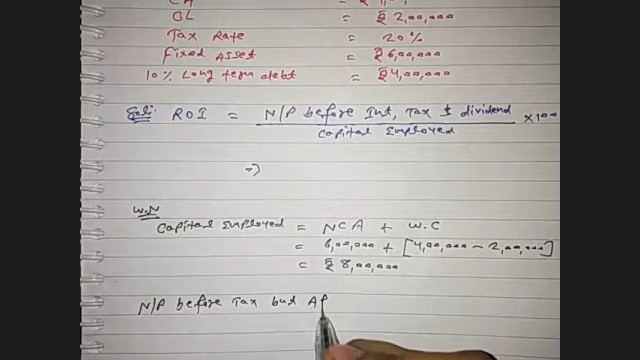 CL = ₹ 2,00,000
Tax Rate = 20%
Fixed Asset = ₹6,00,000
10% Long term debt = ₹4,00,000
Soln: ROI = N/P before Int, Tax & dividend × 100
Capital Employed
=>
W.N
Capital Employed = NCA + W.C
= 6,00,000 + [4,00,000 - 2,00,000]
= ₹ 8,00,000
N/P before Tax but Af